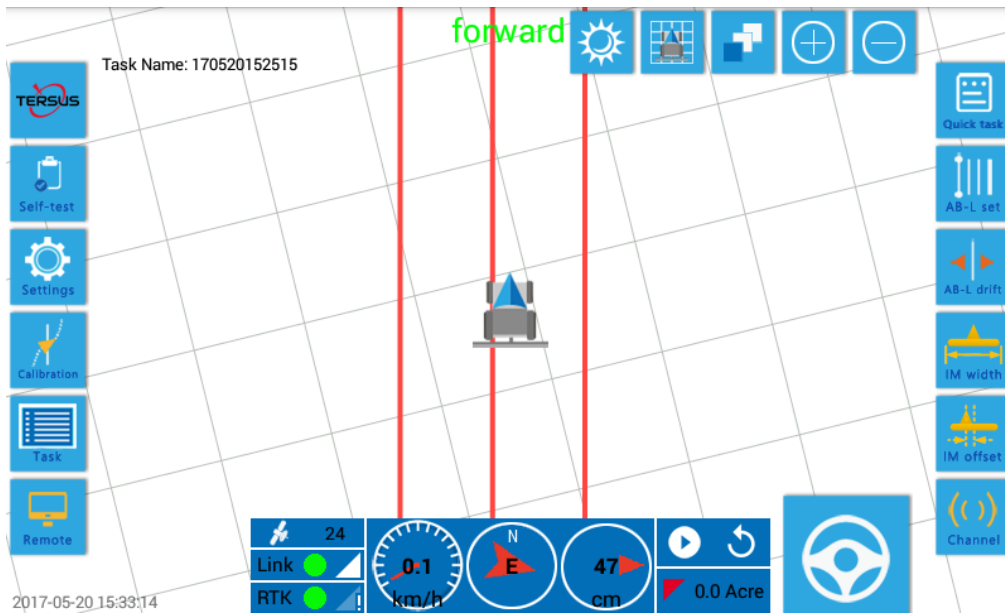 forward
Task Name: 170520152515
TERSUS
Quick task
Self-test
AB-L set
Settings
AB-L drift
Calibration
IM width
Task
IM offset
Remote
Channel
24
Link
RTK
0.1
km/h
N
E
47
cm
0.0 Acre
2017-05-20 15:33:14